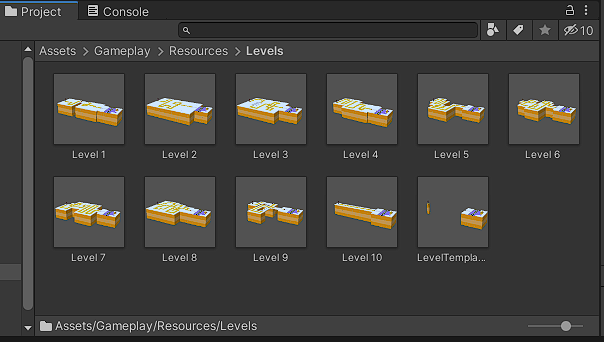 Project Console
10
Assets > Gameplay > Resources > Levels
Level 1 Level 2 Level 3 Level 4 Level 5 Level 6
Level 7 Level 8 Level 9 Level 10 LevelTempla...
Assets/Gameplay/Resources/Levels